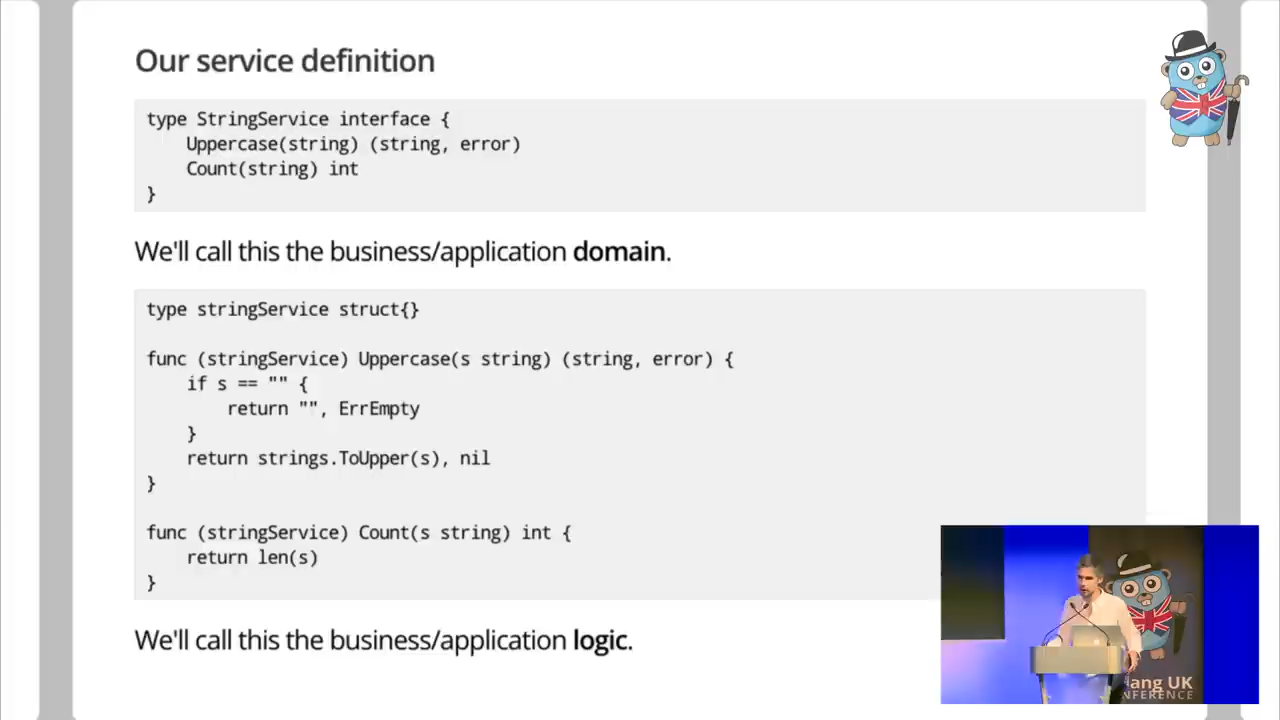 Our service definition
type StringService interface {
    Uppercase(string) (string, error)
    Count(string) int
}
We'll call this the business/application domain.
type stringService struct{}
func (stringService) Uppercase(s string) (string, error) {
    if s == "" {
        return "", ErrEmpty
    }
    return strings.ToUpper(s), nil
}
func (stringService) Count(s string) int {
    return len(s)
}
We'll call this the business/application logic.
ang UK
NFERENCE